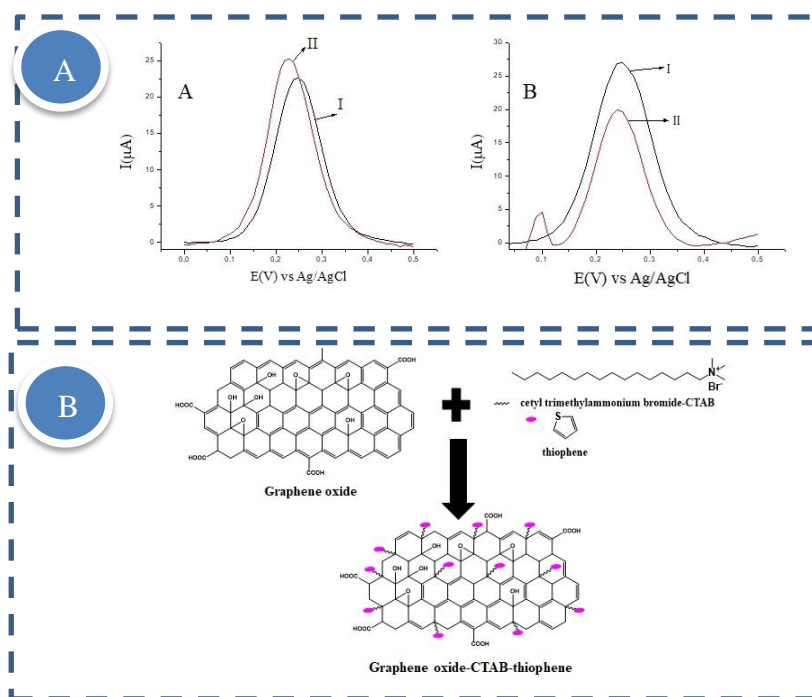 A
A
II
I
I(µA)
25
20
15
10
5
0
0,0
0,1
0,2
0,3
0,4
0,5
E(V) vs Ag/AgCl
B
I
II
I(µA)
30
25
20
15
10
5
0
0,1
0,2
0,3
0,4
0,5
E(V) vs Ag/AgCl
B
COOH
OH
O
O
OH
OH
HOOC
O
OH
HOOC
COOH
Graphene oxide
N+
Br-
cetyl trimethylammonium bromide-CTAB
S
thiophene
COOH
COOH
OH
O
O
OH
OH
HOOC
O
OH
HOOC
COOH
Graphene oxide-CTAB-thiophene